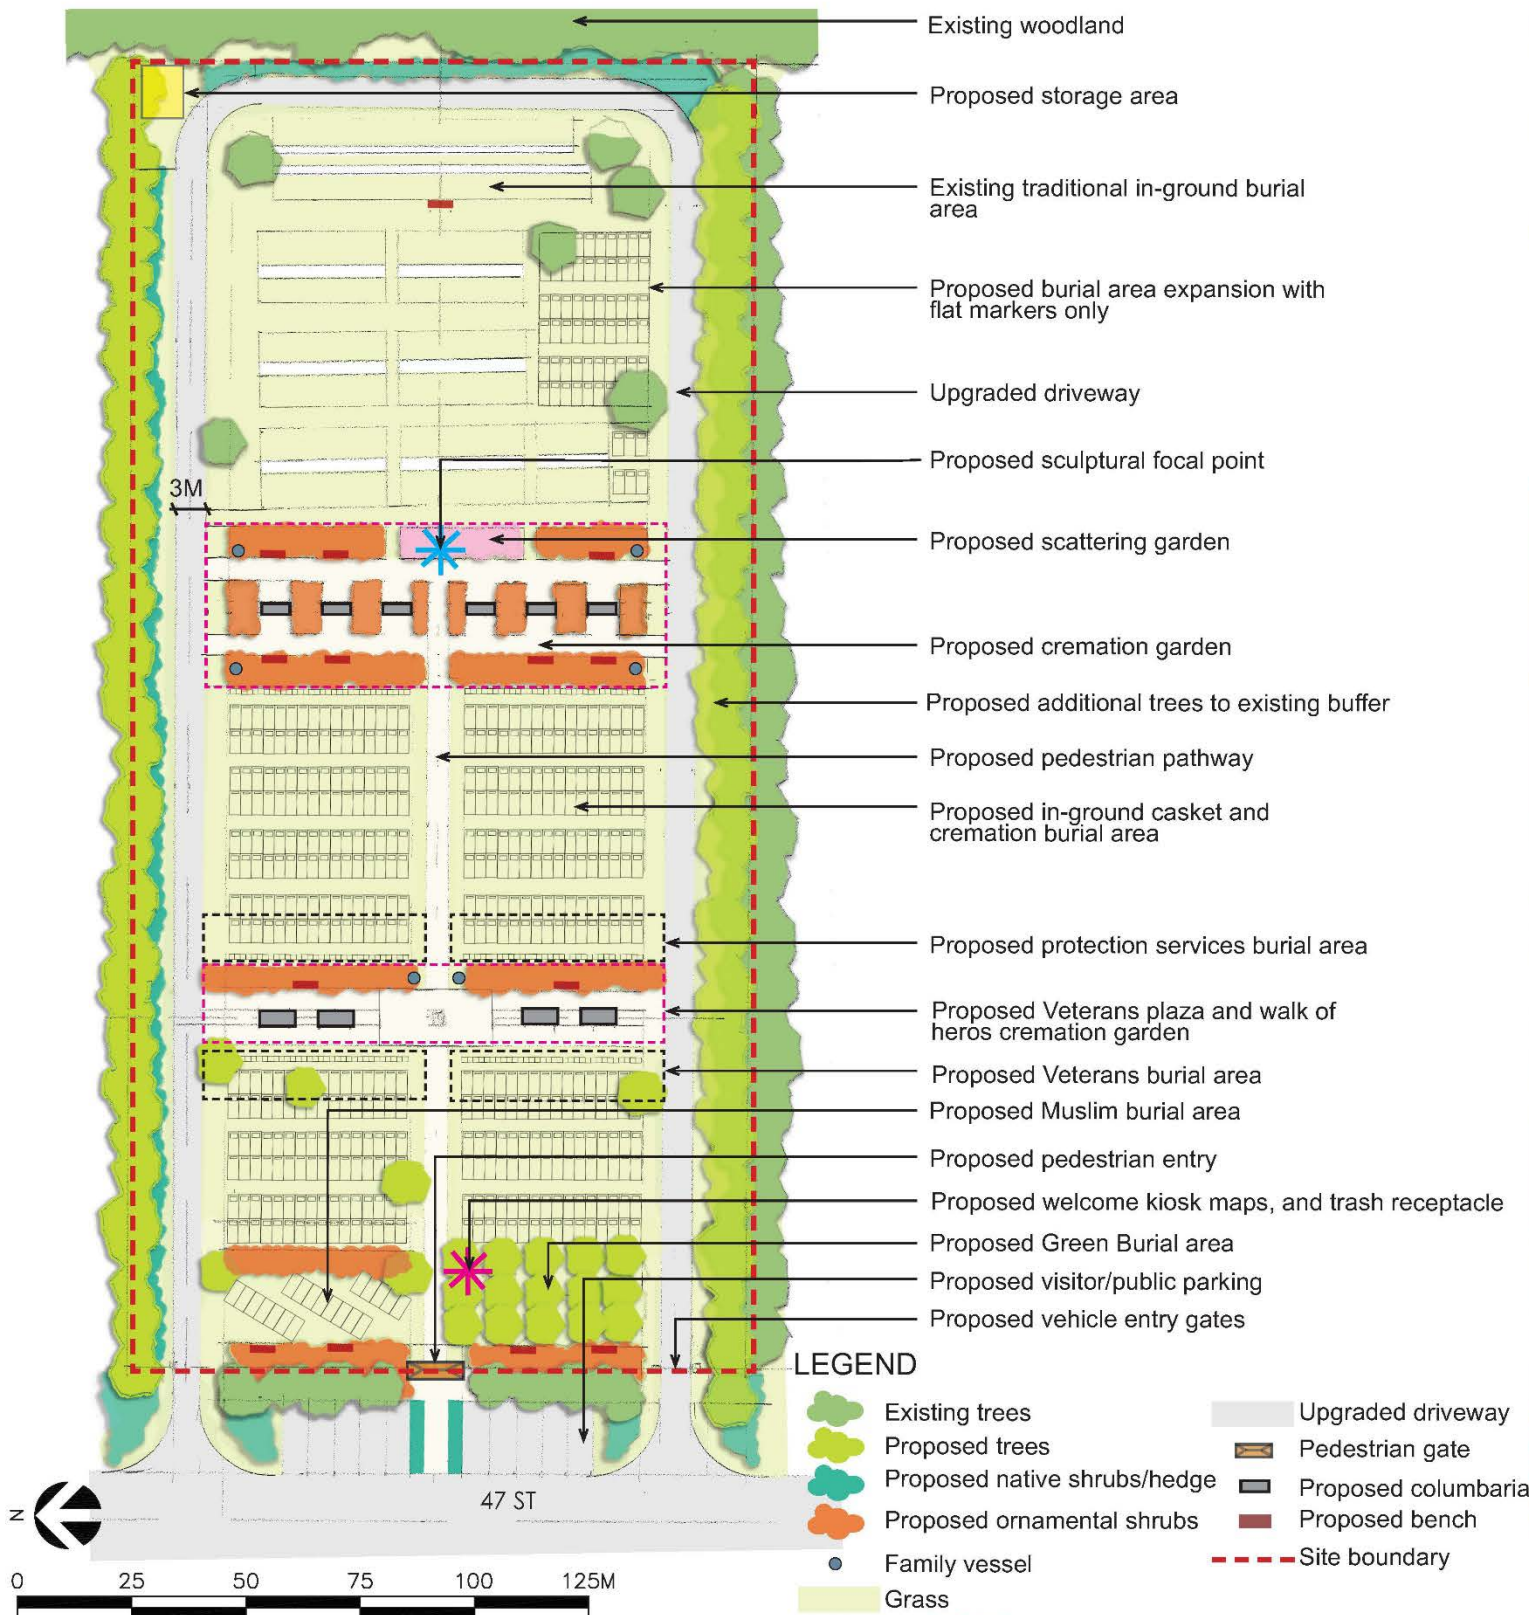 Existing woodland
Proposed storage area
Existing traditional in-ground burial
area
Proposed burial area expansion with
flat markers only
Upgraded driveway
Proposed sculptural focal point
3M
Proposed scattering garden
Proposed cremation garden
Proposed additional trees to existing buffer
Proposed pedestrian pathway
Proposed in-ground casket and
cremation burial area
Proposed protection services burial area
Proposed Veterans plaza and walk of
heros cremation garden
Proposed Veterans burial area
Proposed Muslim burial area
Proposed pedestrian entry
Proposed welcome kiosk maps, and trash receptacle
Proposed Green Burial area
Proposed visitor/public parking
Proposed vehicle entry gates
LEGEND
Existing trees
Proposed trees
Proposed native shrubs/hedge
Proposed ornamental shrubs
Family vessel
Grass
Upgraded driveway
Pedestrian gate
Proposed columbaria
Proposed bench
Site boundary
47 ST
N
0 25 50 75 100 125M